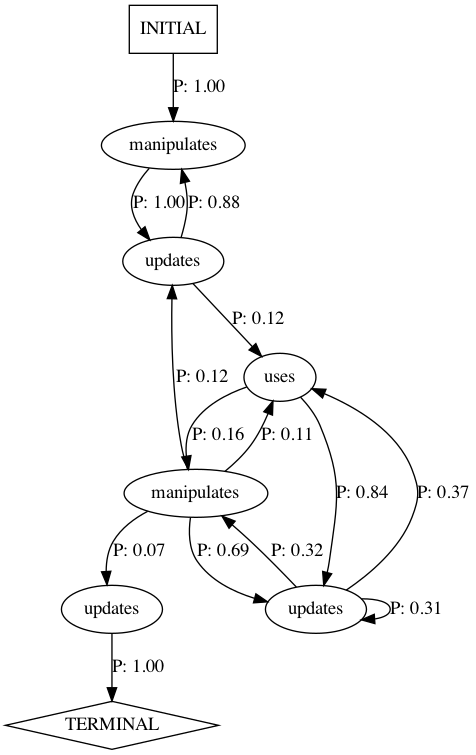 INITIAL
P: 1.00
manipulates
P: 1.00
P: 0.88
updates
P: 0.12
uses
P: 0.12
P: 0.16
P: 0.11
manipulates
P: 0.84
P: 0.37
P: 0.07
P: 0.69
P: 0.32
updates
updates
P: 0.31
P: 1.00
TERMINAL